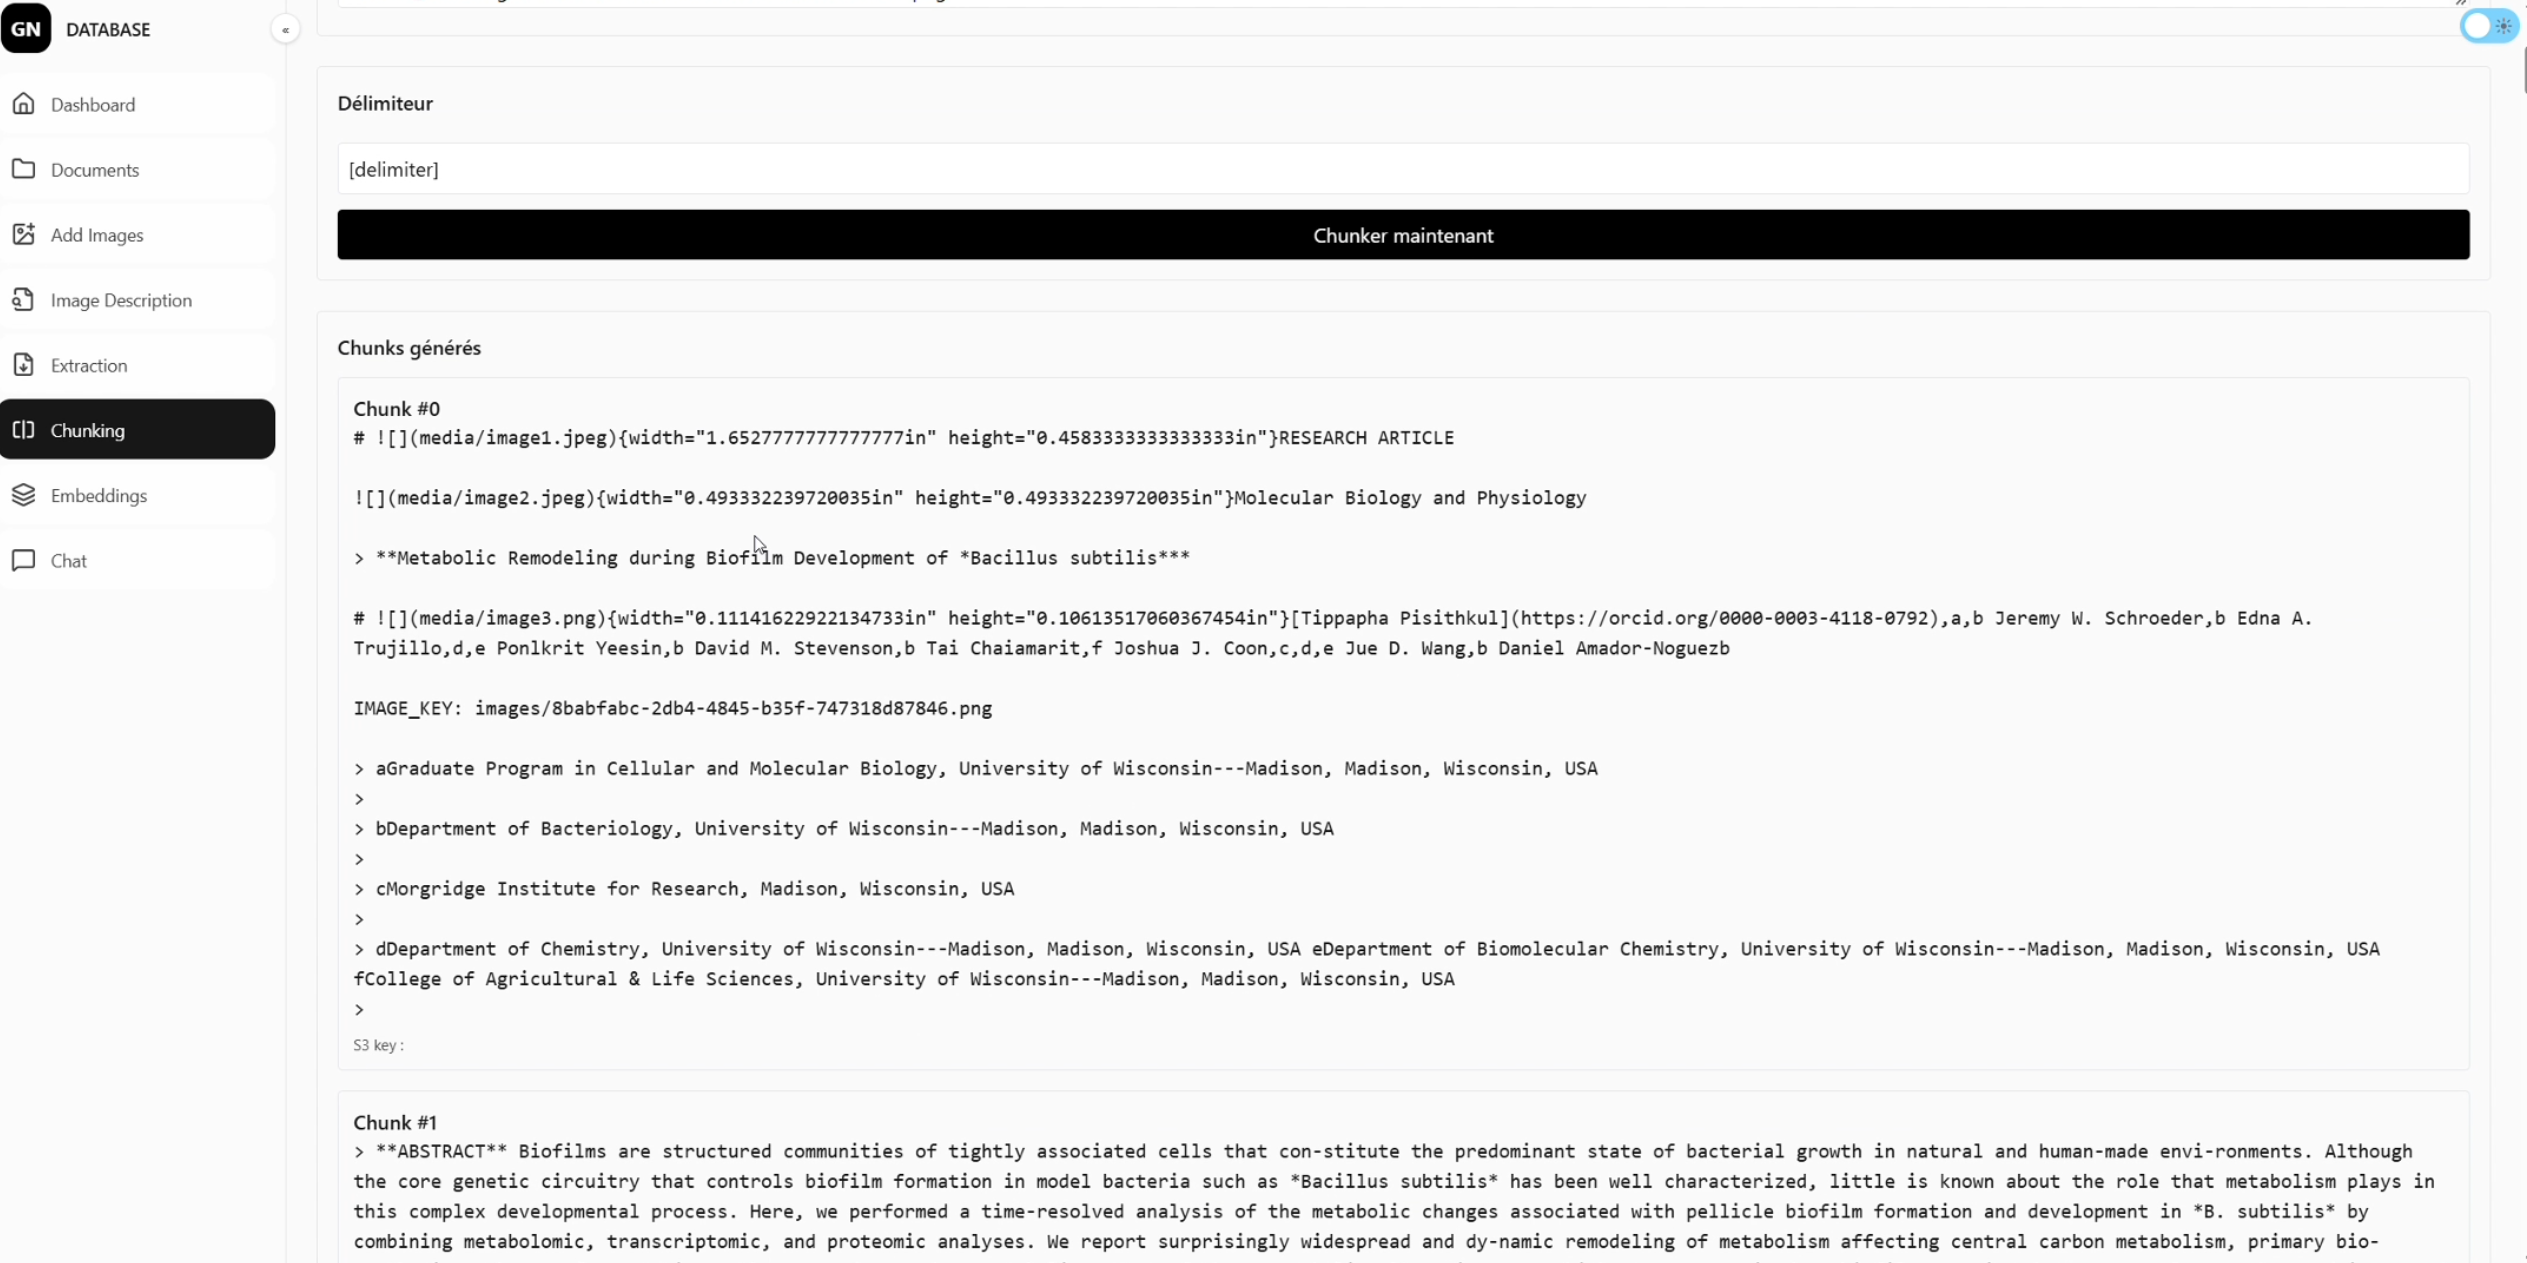 GN DATABASE
«
Dashboard
Documents
Add Images
Image Description
Extraction
Chunking
Embeddings
Chat
Délimiteur
[delimiter]
Chunker maintenant
Chunks générés
Chunk #0
# ![](media/image1.jpeg){width="1.6527777777777777in" height="0.4583333333333333in"}RESEARCH ARTICLE
![](media/image2.jpeg){width="0.493332239720035in" height="0.493332239720035in"}Molecular Biology and Physiology
> **Metabolic Remodeling during Biofilm Development of *Bacillus subtilis***
# ![](media/image3.png){width="0.11141622922134733in" height="0.10613517060367454in"}[Tippapha Pisithkul](https://orcid.org/0000-0003-4118-0792),a,b Jeremy W. Schroeder,b Edna A.
Trujillo,d,e Ponlkrit Yeesin,b David M. Stevenson,b Tai Chaiamarit,f Joshua J. Coon,c,d,e Jue D. Wang,b Daniel Amador-Noguezb
IMAGE_KEY: images/8babfabc-2db4-4845-b35f-747318d87846.png
> aGraduate Program in Cellular and Molecular Biology, University of Wisconsin---Madison, Madison, Wisconsin, USA
>
> bDepartment of Bacteriology, University of Wisconsin---Madison, Madison, Wisconsin, USA
>
> cMorgridge Institute for Research, Madison, Wisconsin, USA
>
> dDepartment of Chemistry, University of Wisconsin---Madison, Madison, Wisconsin, USA eDepartment of Biomolecular Chemistry, University of Wisconsin---Madison, Madison, Wisconsin, USA
fCollege of Agricultural & Life Sciences, University of Wisconsin---Madison, Madison, Wisconsin, USA
>
S3 key :
Chunk #1
> **ABSTRACT** Biofilms are structured communities of tightly associated cells that con-stitute the predominant state of bacterial growth in natural and human-made envi-ronments. Although
the core genetic circuitry that controls biofilm formation in model bacteria such as *Bacillus subtilis* has been well characterized, little is known about the role that metabolism plays in
this complex developmental process. Here, we performed a time-resolved analysis of the metabolic changes associated with pellicle biofilm formation and development in *B. subtilis* by
combining metabolomic, transcriptomic, and proteomic analyses. We report surprisingly widespread and dy-namic remodeling of metabolism affecting central carbon metabolism, primary bio-